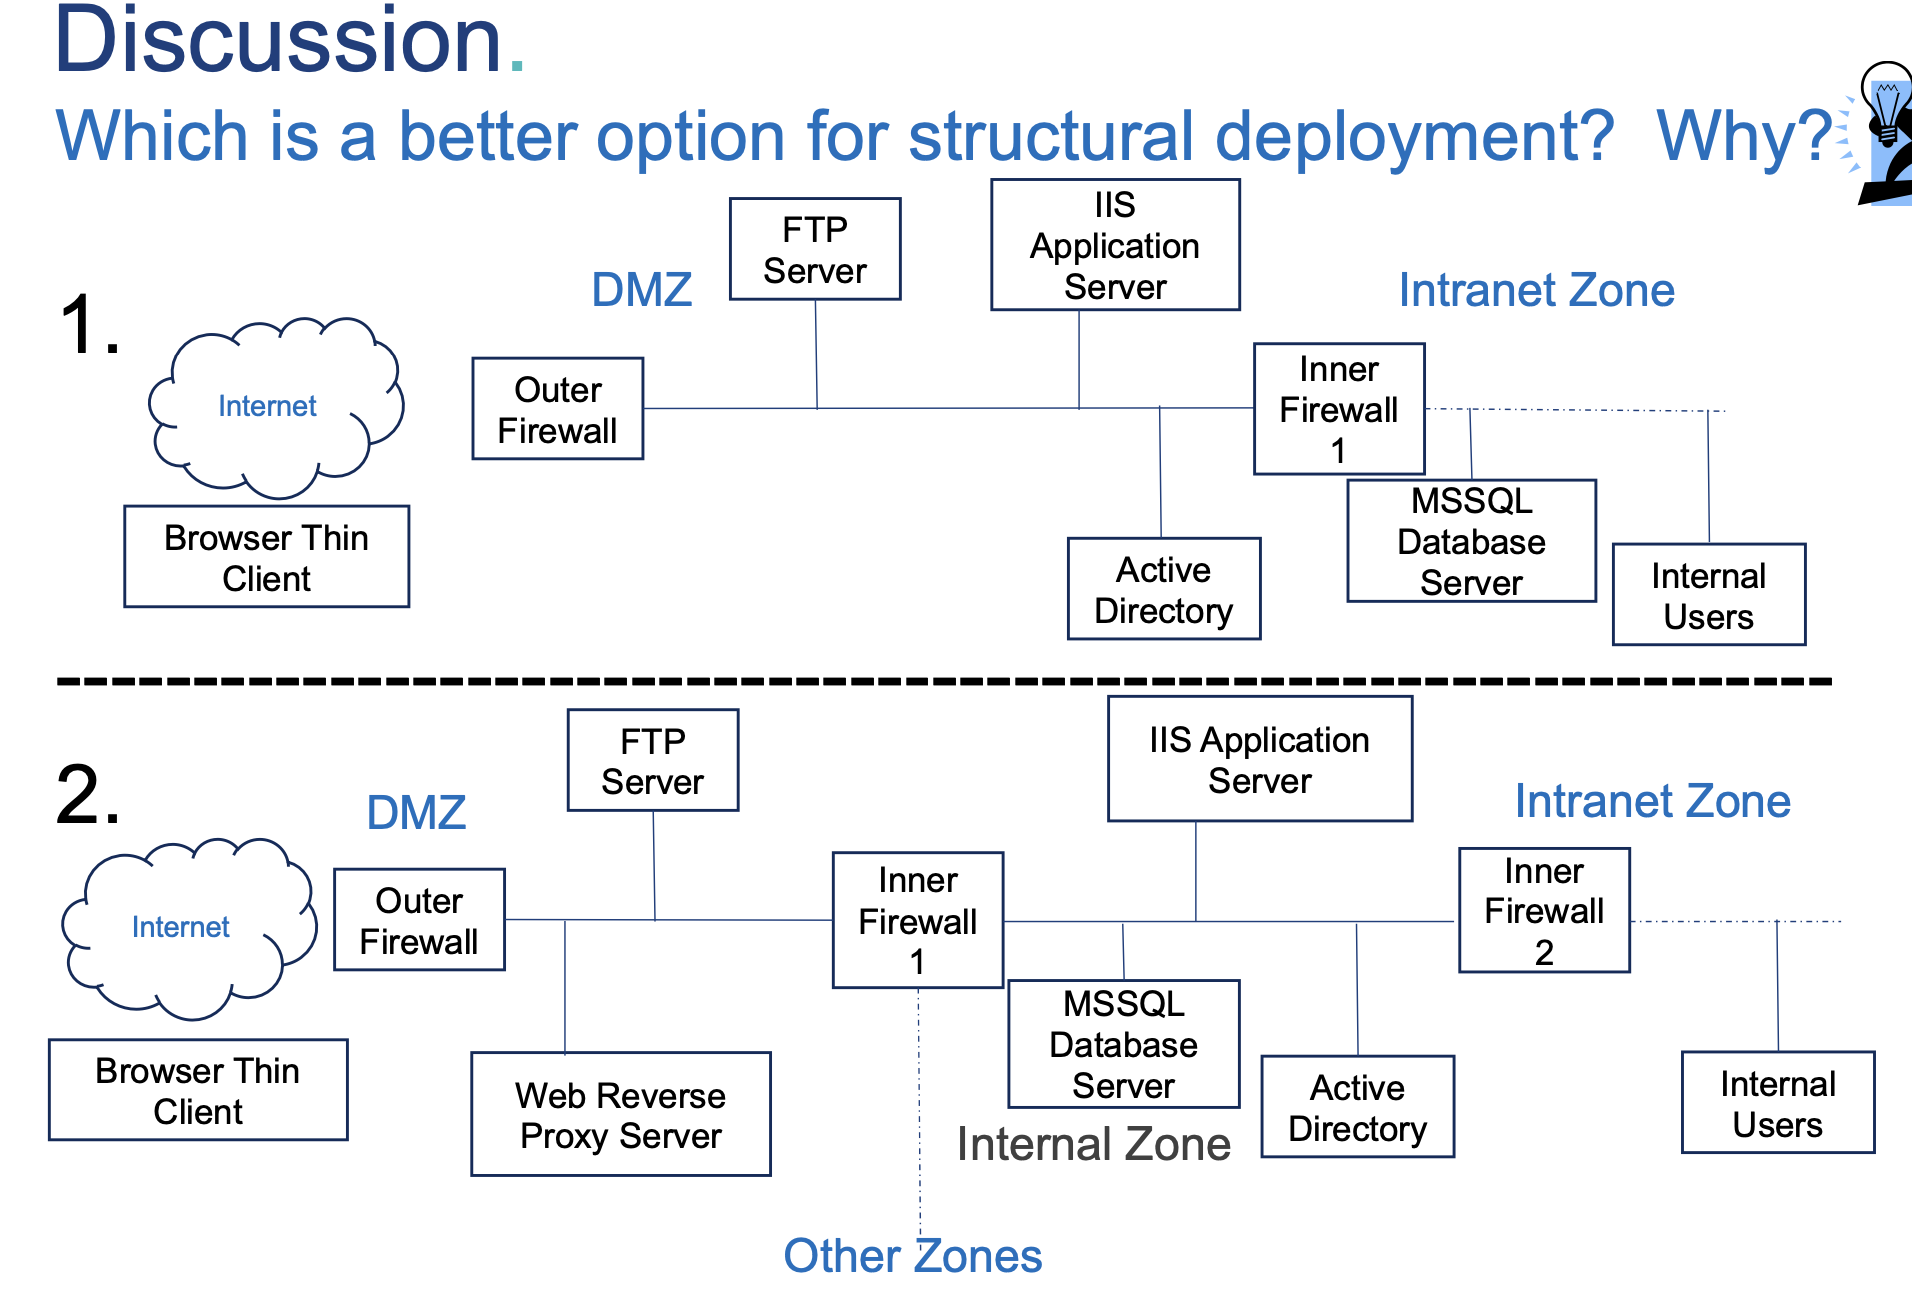 Discussion.
Which is a better option for structural deployment?  Why?
1.
Internet
Browser Thin
Client
DMZ
Outer
Firewall
FTP
Server
IIS
Application
Server
Active
Directory
Intranet Zone
Inner
Firewall
1
MSSQL
Database
Server
Internal
Users
2.
Internet
Browser Thin
Client
DMZ
Outer
Firewall
FTP
Server
Web Reverse
Proxy Server
Inner
Firewall
1
Other Zones
IIS Application
Server
MSSQL
Database
Server
Internal Zone
Active
Directory
Intranet Zone
Inner
Firewall
2
Internal
Users